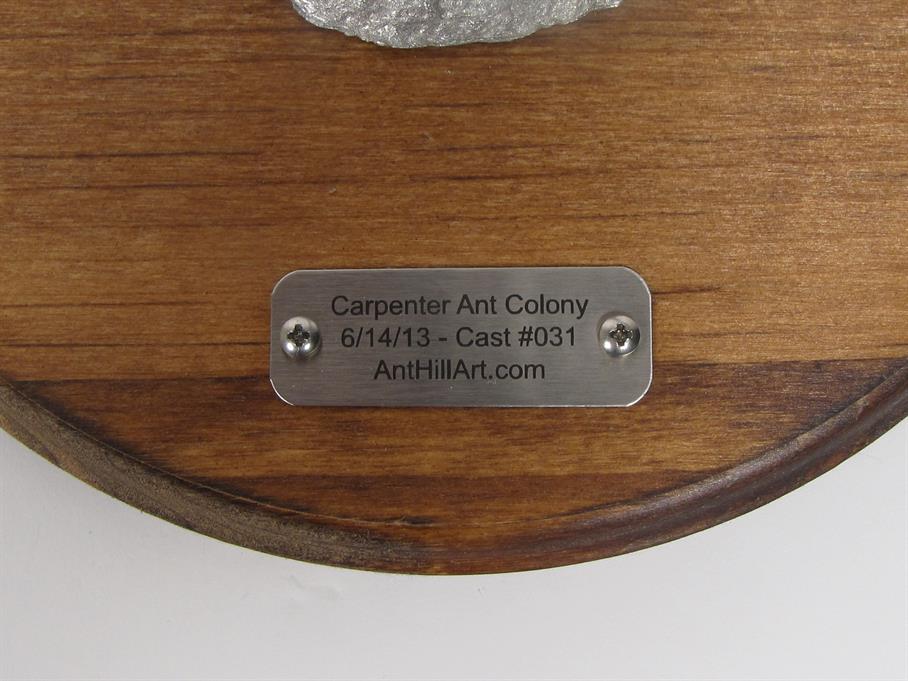 Carpenter Ant Colony
6/14/13 - Cast #031
AntHillArt.com